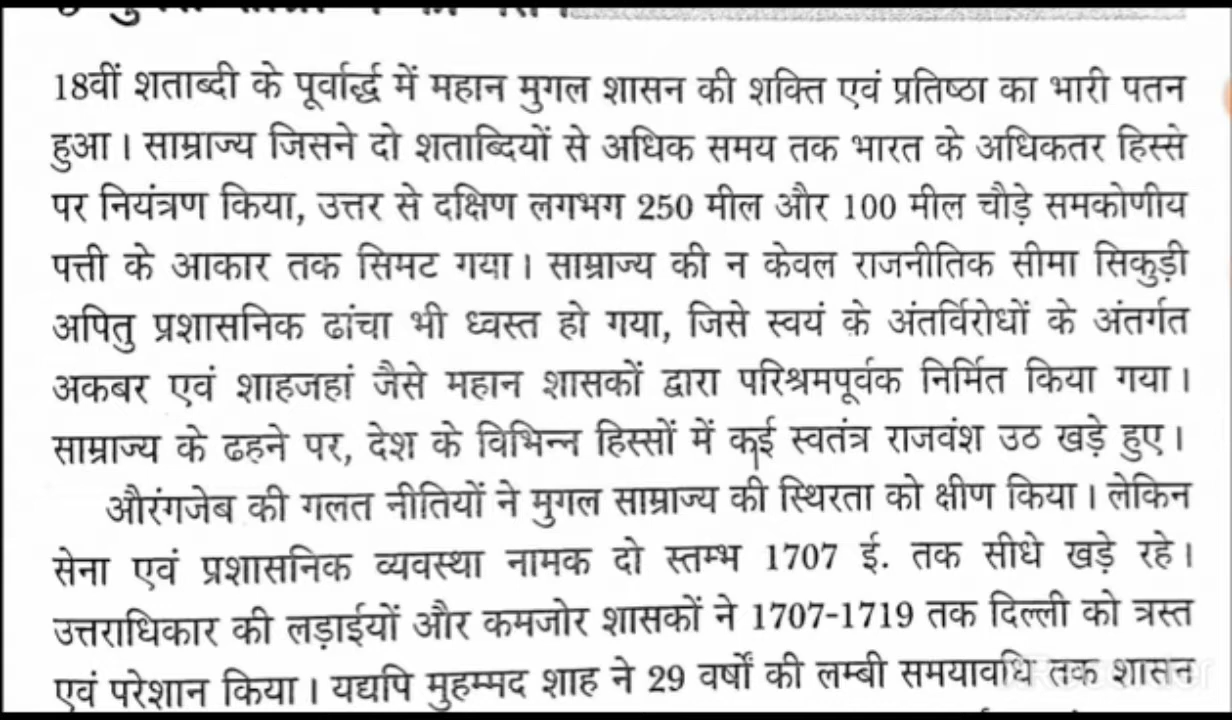 18वीं शताब्दी के पूर्वार्द्ध में महान मुगल शासन की शक्ति एवं प्रतिष्ठा का भारी पतन
हुआ। साम्राज्य जिसने दो शताब्दियों से अधिक समय तक भारत के अधिकतर हिस्से
पर नियंत्रण किया, उत्तर से दक्षिण लगभग 250 मील और 100 मील चौड़े समकोणीय
पत्ती के आकार तक सिमट गया। साम्राज्य की न केवल राजनीतिक सीमा सिकुड़ी
अपितु प्रशासनिक ढांचा भी ध्वस्त हो गया, जिसे स्वयं के अंतर्विरोधों के अंतर्गत
अकबर एवं शाहजहां जैसे महान शासकों द्वारा परिश्रमपूर्वक निर्मित किया गया।
साम्राज्य के ढहने पर, देश के विभिन्न हिस्सों में कई स्वतंत्र राजवंश उठ खड़े हुए।
औरंगजेब की गलत नीतियों ने मुगल साम्राज्य की स्थिरता को क्षीण किया। लेकिन
सेना एवं प्रशासनिक व्यवस्था नामक दो स्तम्भ 1707 ई. तक सीधे खड़े रहे।
उत्तराधिकार की लड़ाईयों और कमजोर शासकों ने 1707-1719 तक दिल्ली को त्रस्त
एवं परेशान किया। यद्यपि मुहम्मद शाह ने 29 वर्षों की लम्बी समयावधि तक शासन